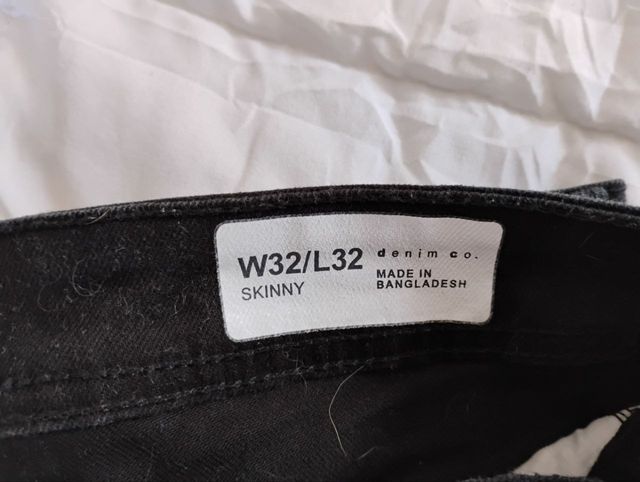 W32/L32
SKINNY
denim co.
MADE IN
BANGLADESH